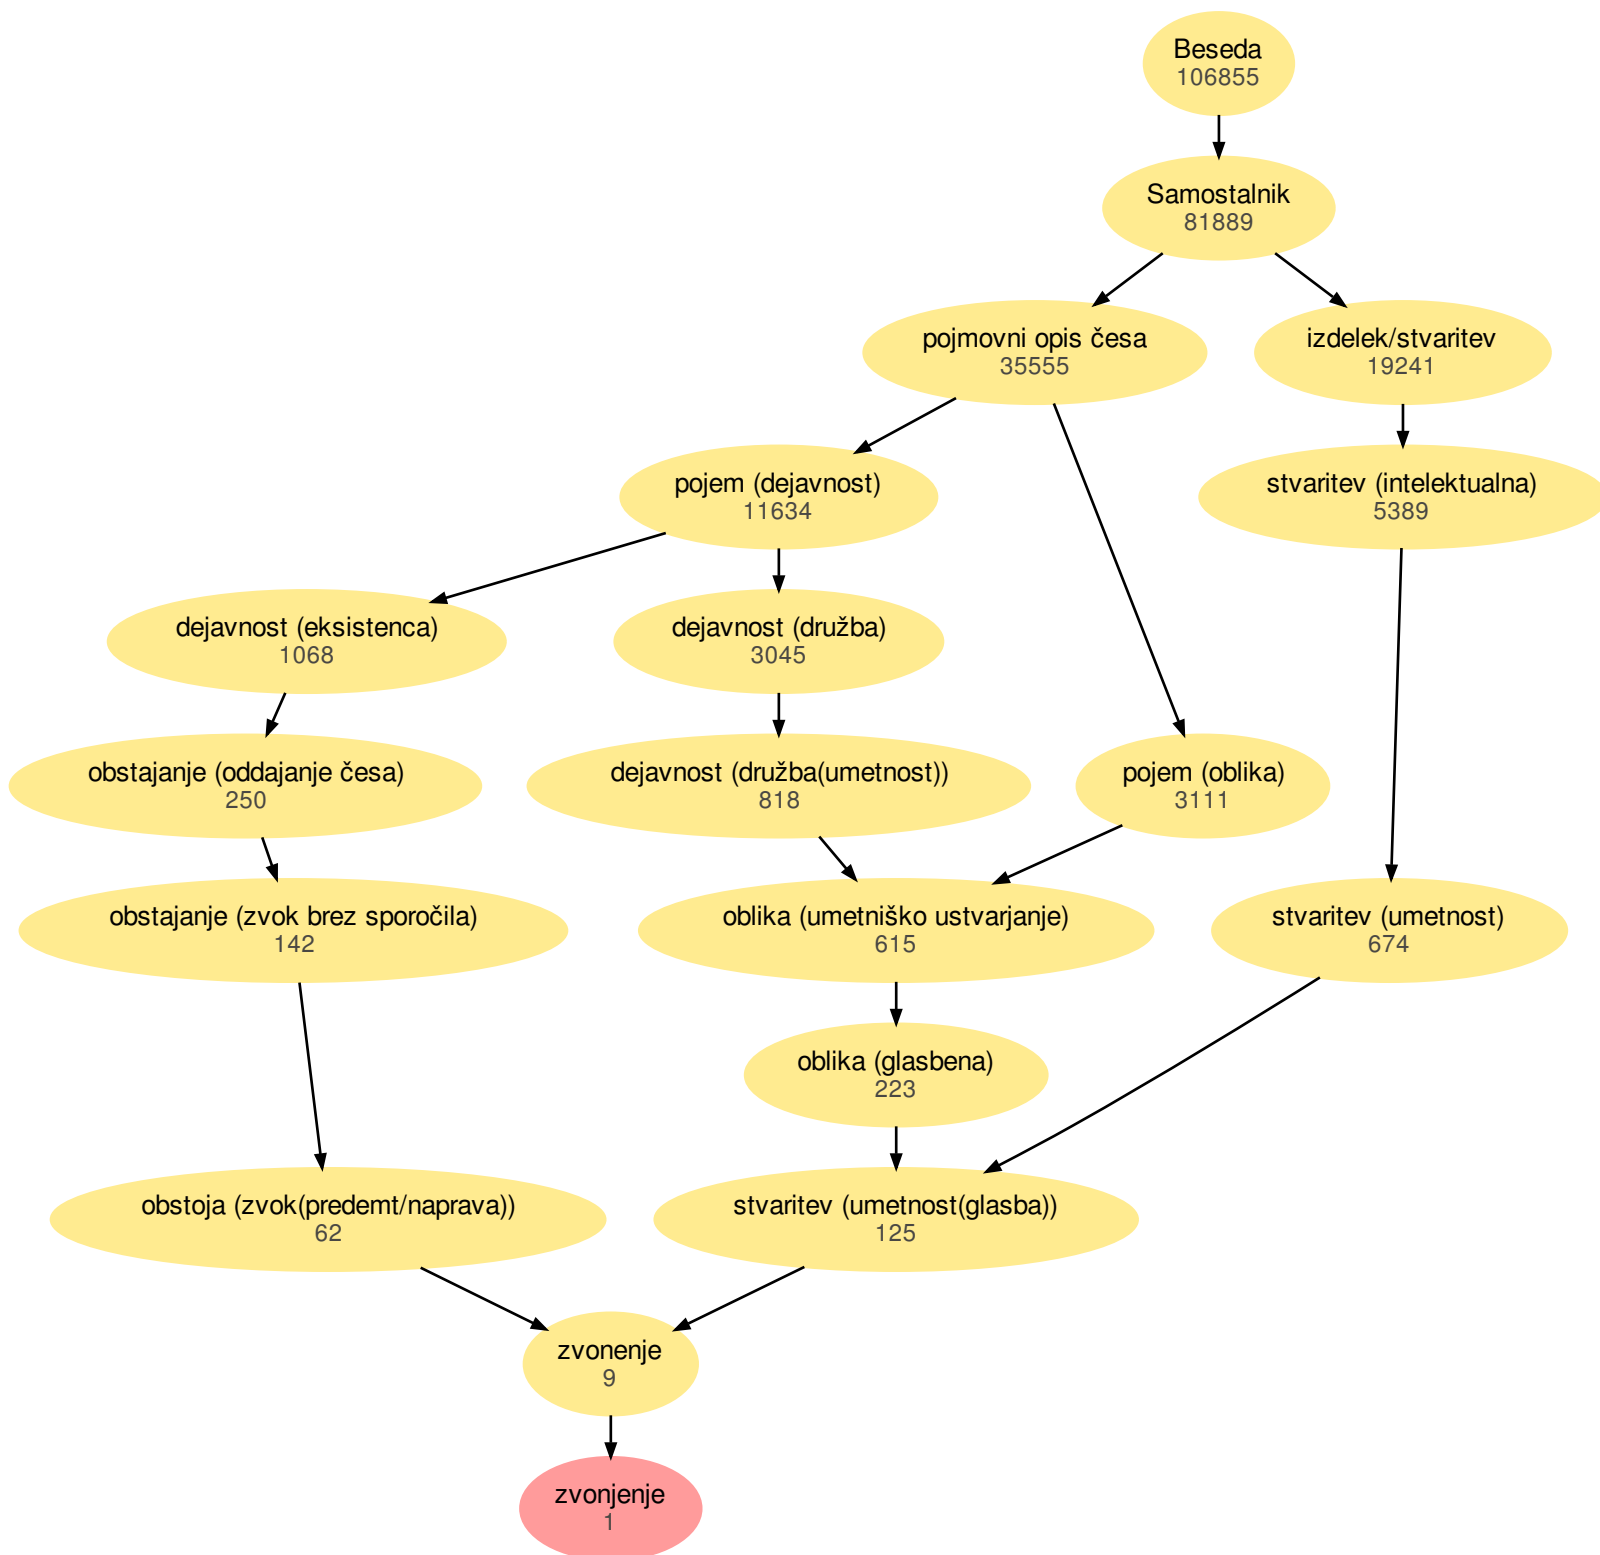 Beseda
106855
Samostalnik
81889
pojmovni opis česa
35555
izdelek/stvaritev
19241
pojem (dejavnost)
11634
stvaritev (intelektualna)
5389
dejavnost (eksistenca)
1068
dejavnost (družba)
3045
obstajanje (oddajanje česa)
250
dejavnost (družba(umetnost))
818
pojem (oblika)
3111
obstajanje (zvok brez sporočila)
142
oblika (umetniško ustvarjanje)
615
stvaritev (umetnost)
674
oblika (glasbena)
223
obstoja (zvok(predemt/naprava))
62
stvaritev (umetnost(glasba))
125
zvonenje
9
zvonjenje
1